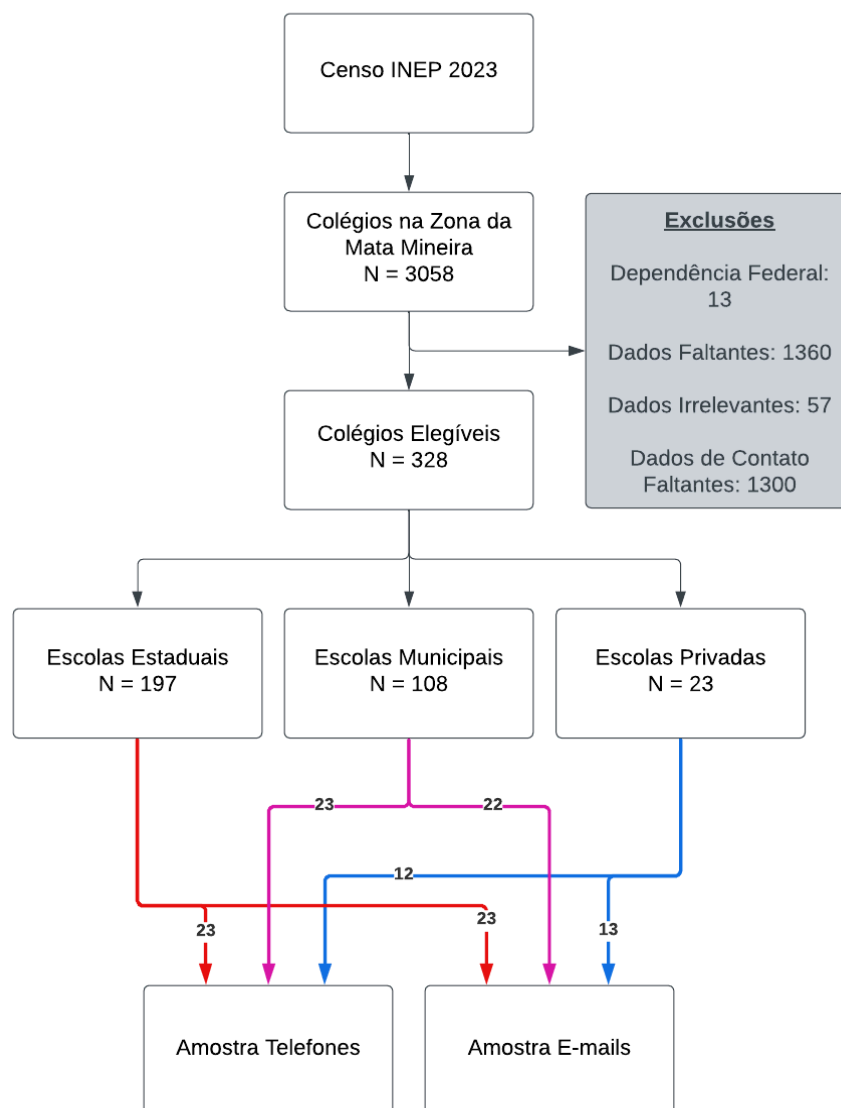 Censo INEP 2023
Colégios na Zona da
Mata Mineira
N = 3058
Exclusões
Dependência Federal:
13
Dados Faltantes: 1360
Dados Irrelevantes: 57
Dados de Contato
Faltantes: 1300
Colégios Elegíveis
N = 328
Escolas Estaduais
N = 197
Escolas Municipais
N = 108
Escolas Privadas
N = 23
23
22
12
23
23
13
Amostra Telefones
Amostra E-mails